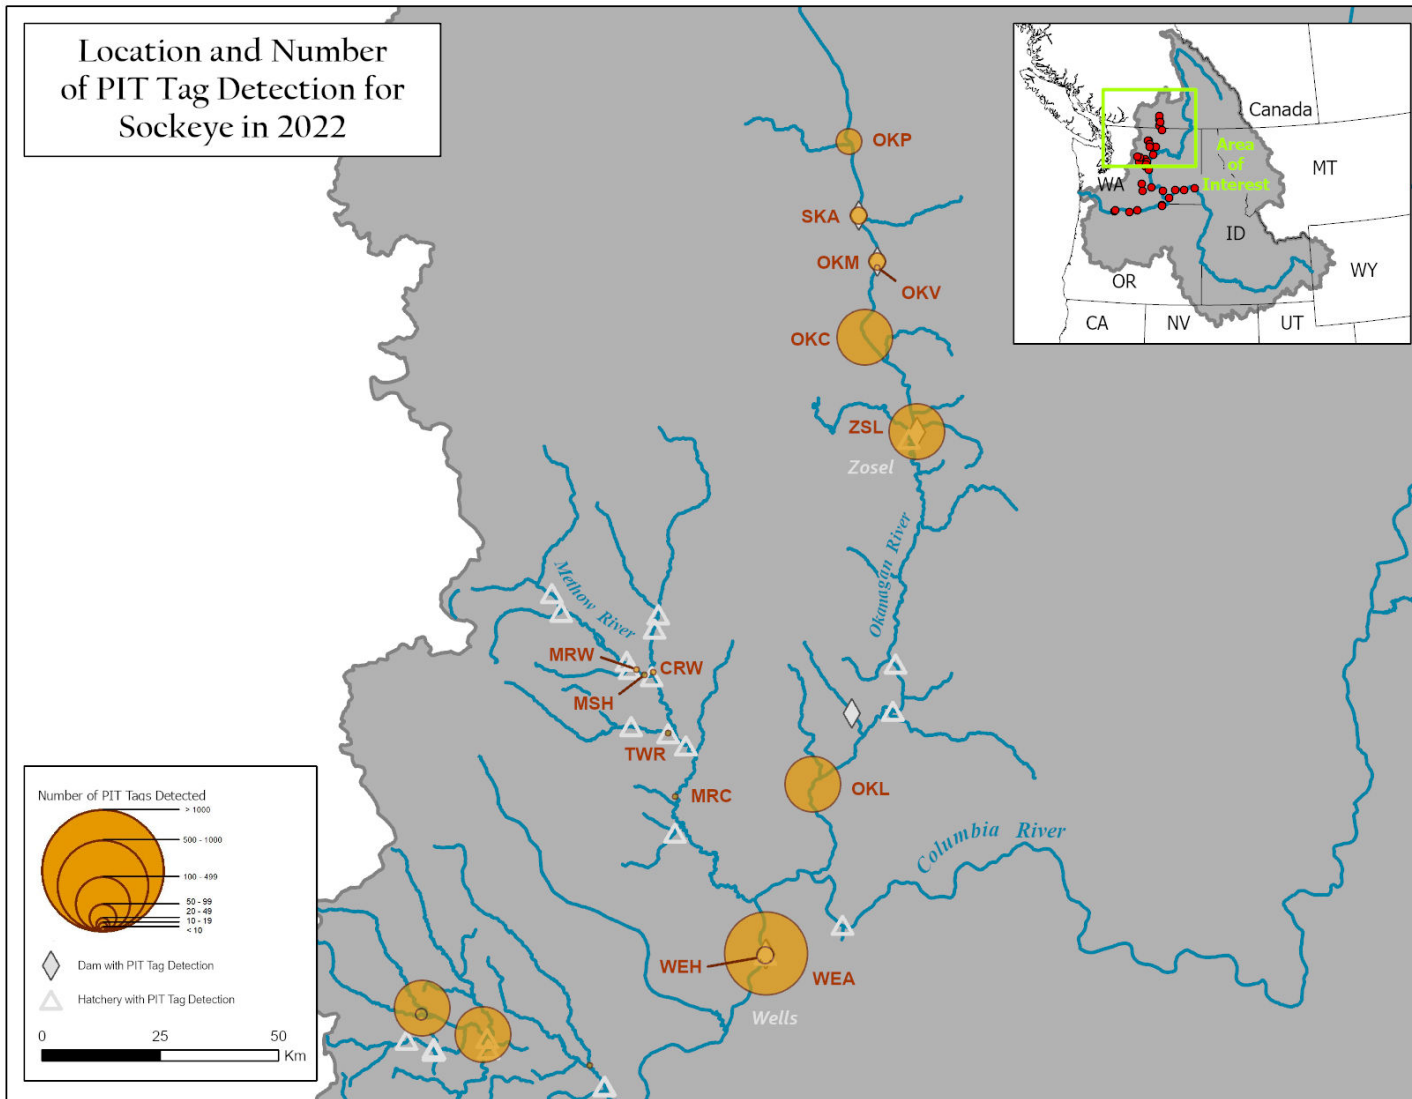 Location and Number
of PIT Tag Detection for
Sockeye in 2022
Canada
Area
of
Interest
MT
WA
ID
WY
OR
CA
NV
UT
OKP
SKA
OKM
OKV
OKC
ZSL
Zosel
Okanagan River
Methow River
MRW
CRW
MSH
TWR
MRC
OKL
Columbia River
WEH
WEA
Wells
Number of PIT Tags Detected
> 1000
500 - 1000
100 - 499
50 - 99
20 - 49
10 - 19
< 10
Dam with PIT Tag Detection
Hatchery with PIT Tag Detection
0 25 50
Km